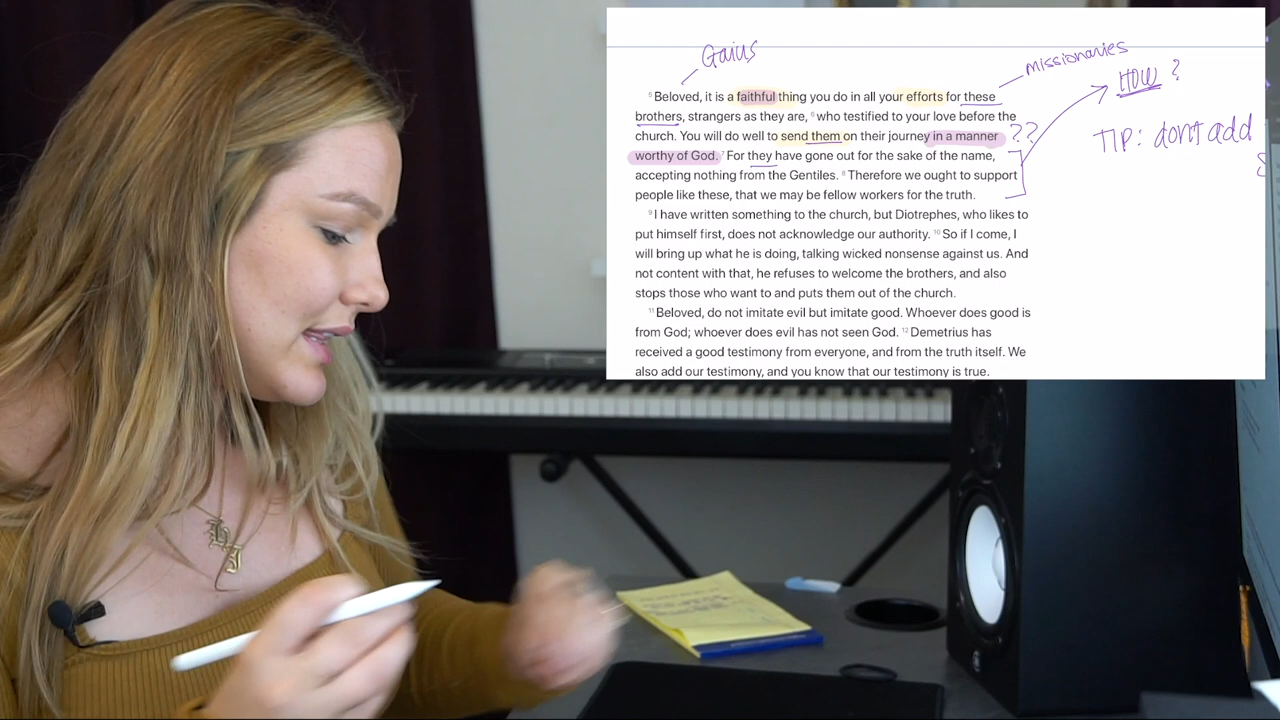 Gaius
missionaries
HOW ?
⁵ Beloved, it is a faithful thing you do in all your efforts for these
brothers, strangers as they are, ⁶ who testified to your love before the
church. You will do well to send them on their journey in a manner
??
TIP: don't add
worthy of God. ⁷ For they have gone out for the sake of the name,
accepting nothing from the Gentiles. ⁸ Therefore we ought to support
people like these, that we may be fellow workers for the truth.
⁹ I have written something to the church, but Diotrephes, who likes to
put himself first, does not acknowledge our authority. ¹⁰ So if I come, I
will bring up what he is doing, talking wicked nonsense against us. And
not content with that, he refuses to welcome the brothers, and also
stops those who want to and puts them out of the church.
¹¹ Beloved, do not imitate evil but imitate good. Whoever does good is
from God; whoever does evil has not seen God. ¹² Demetrius has
received a good testimony from everyone, and from the truth itself. We
also add our testimony, and you know that our testimony is true.